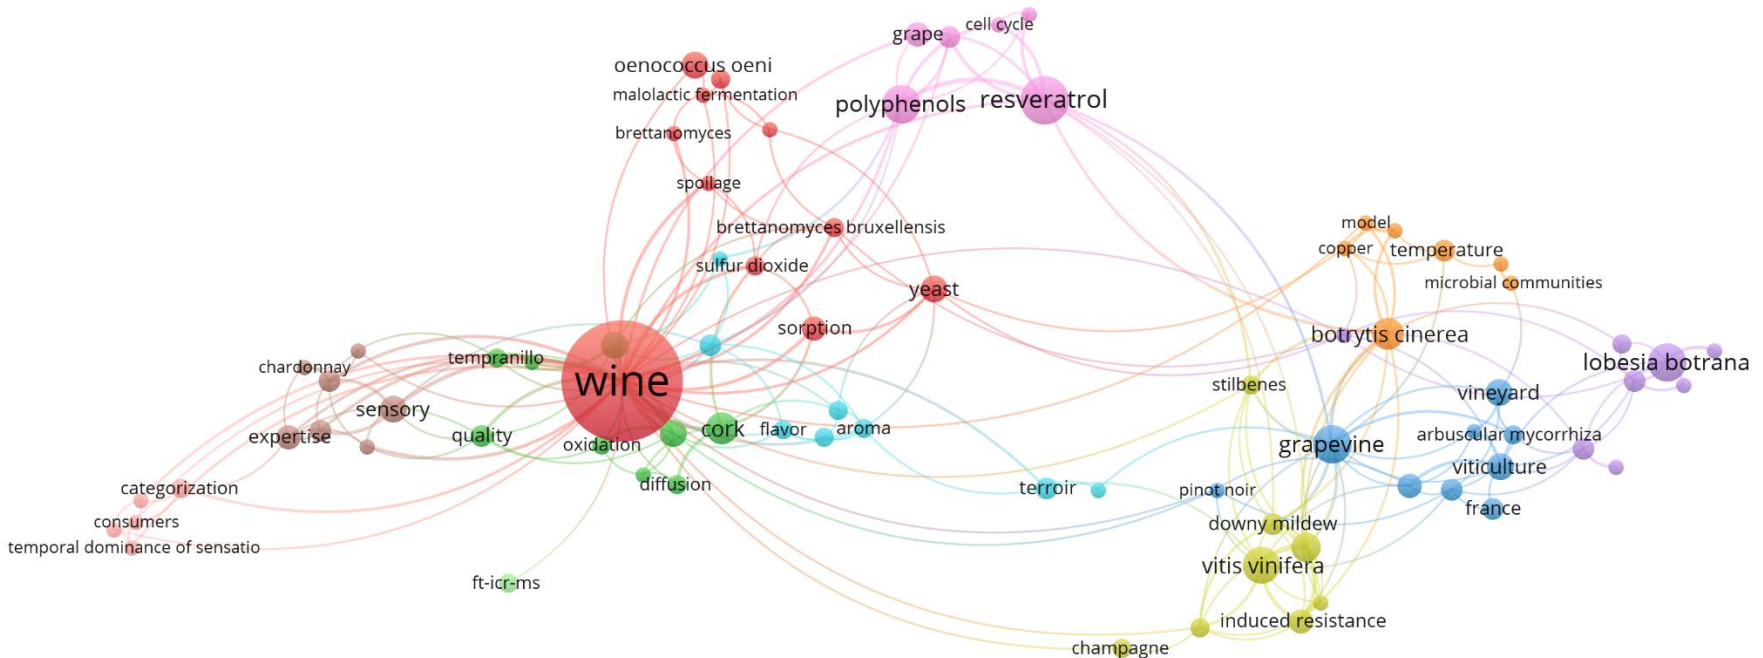 cell cycle
grape
oenococcus oeni
malolactic fermentation
polyphenols
resveratrol
brettanomyces
spoilage
brettanomyces bruxellensis
sulfur dioxide
model
copper
temperature
microbial communities
yeast
sorption
botrytis cinerea
tempranillo
chardonnay
wine
lobesia botrana
stilbenes
vineyard
sensory
expertise
quality
oxidation
cork
flavor
aroma
grapevine
arbuscular mycorrhiza
viticulture
categorization
diffusion
terroir
pinot noir
france
consumers
downy mildew
temporal dominance of sensatio
vitis vinifera
ft-icr-ms
induced resistance
champagne